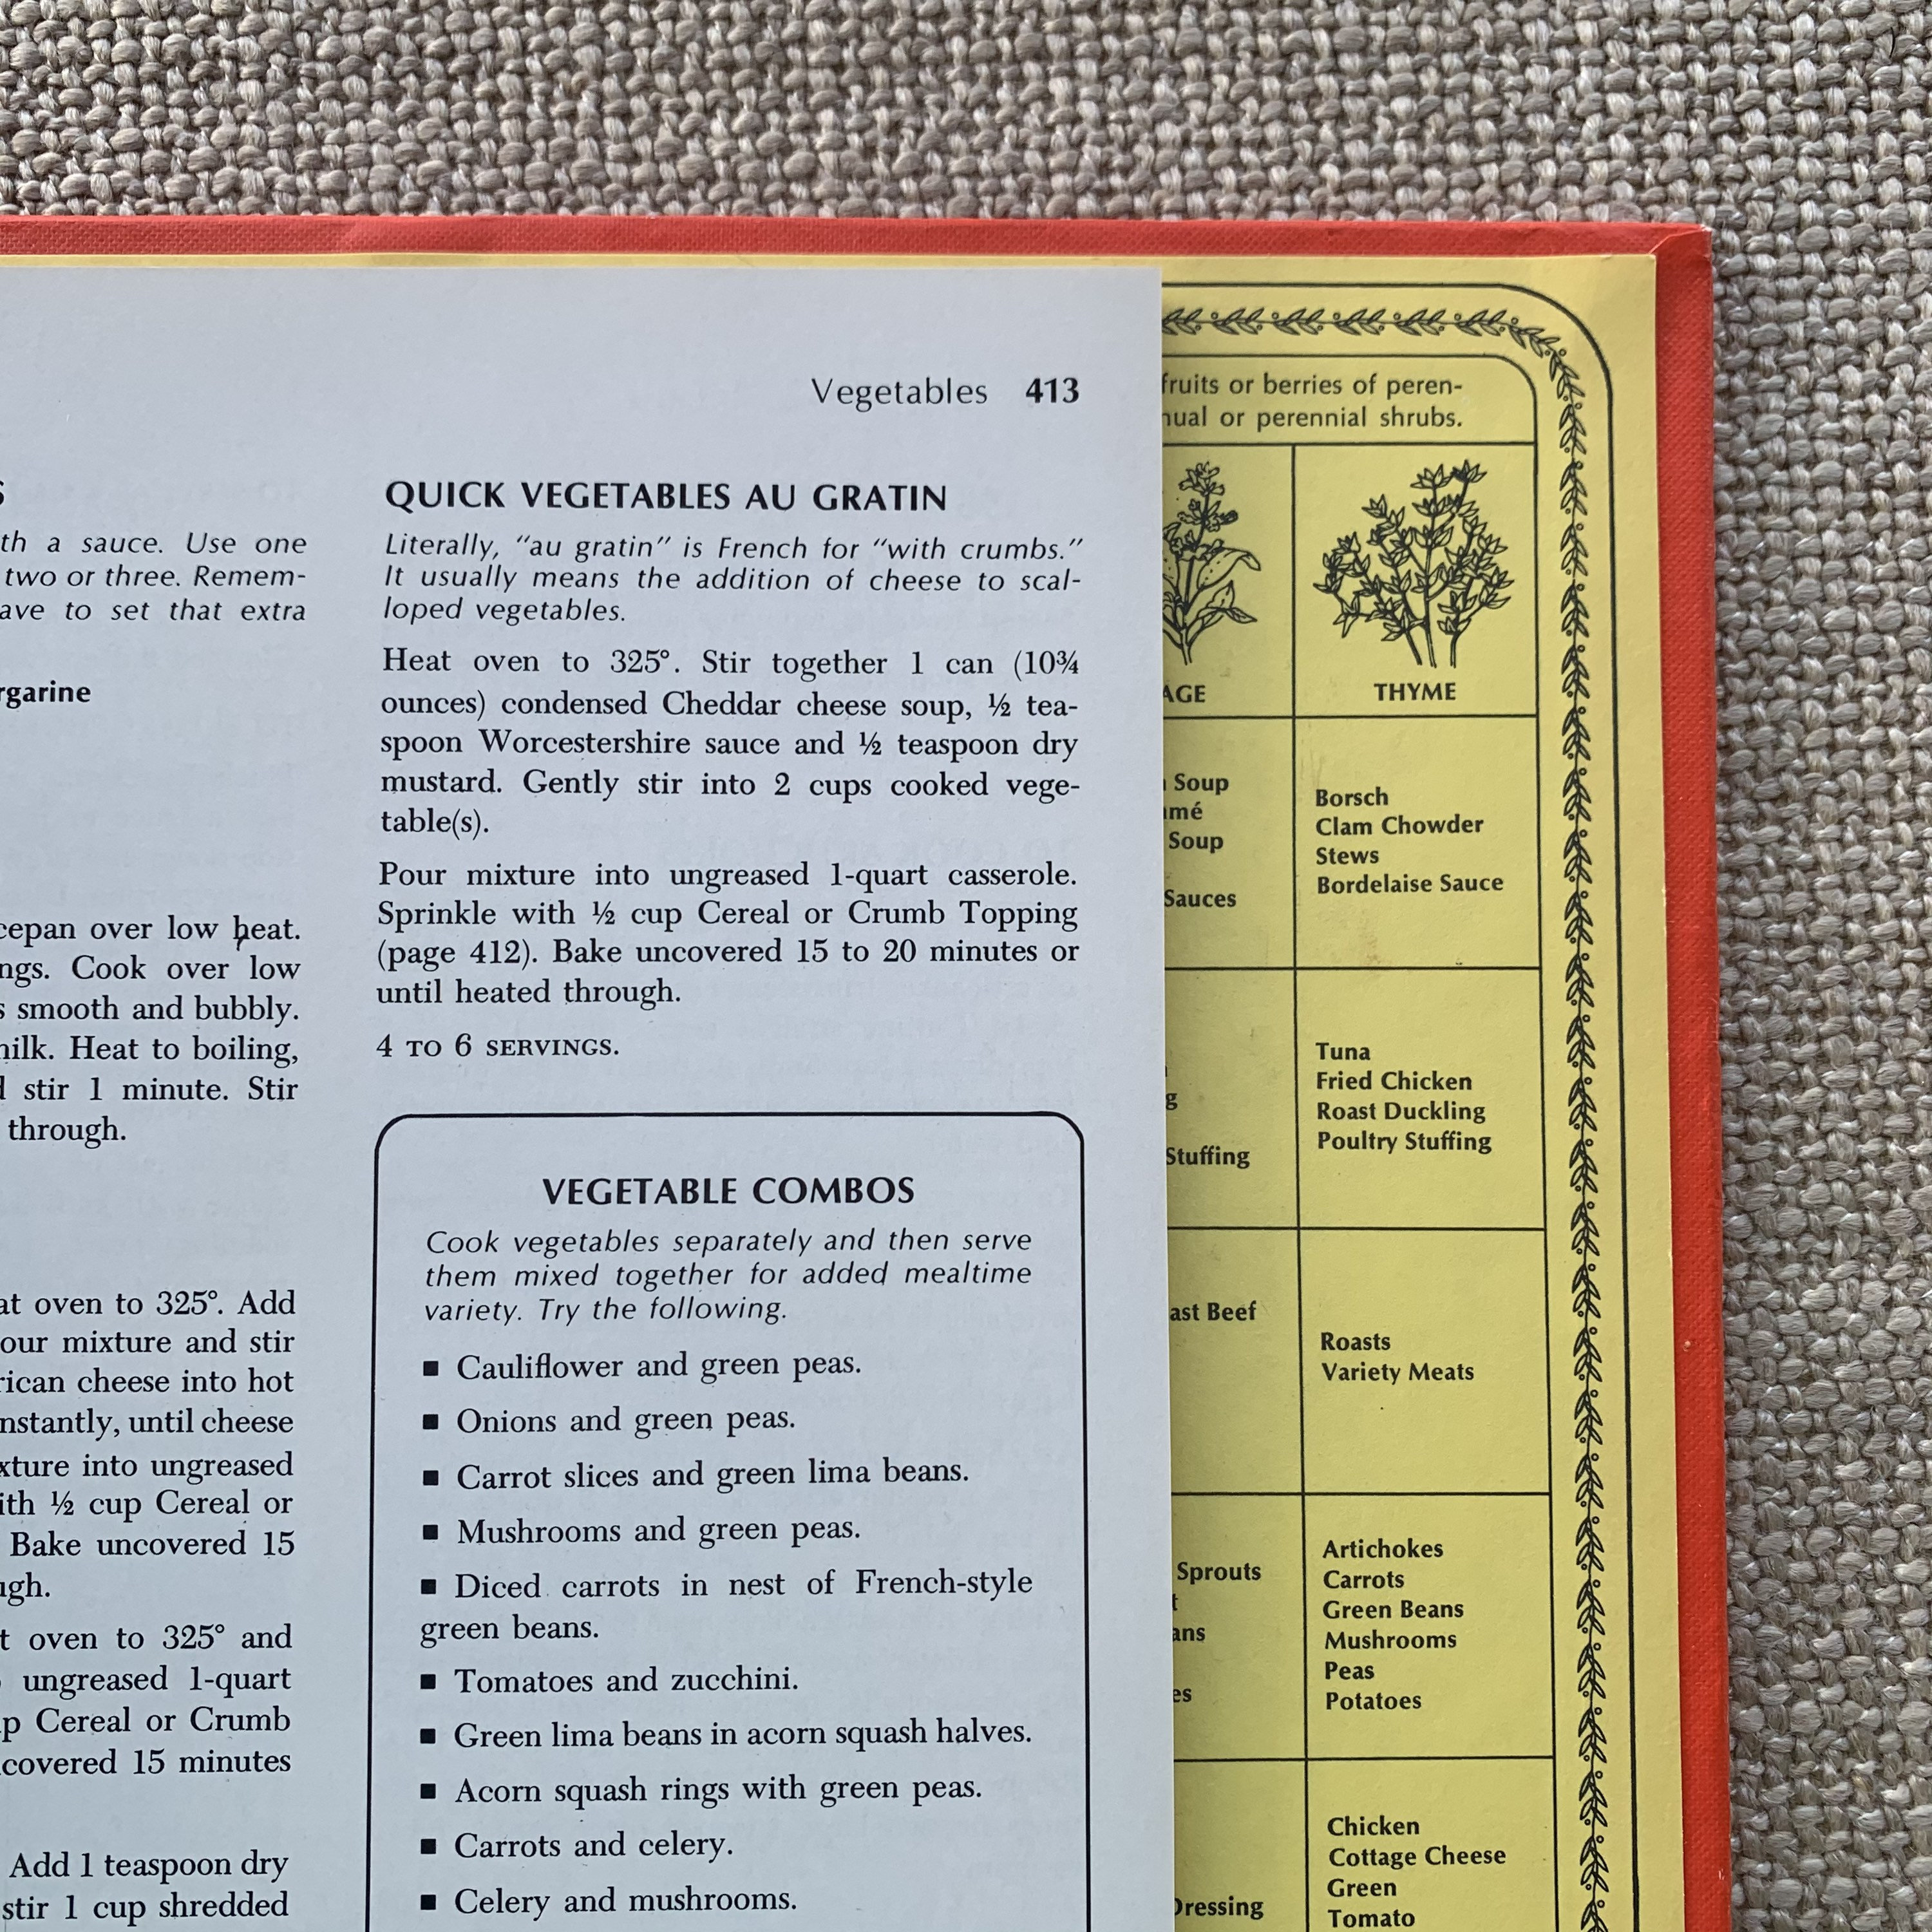 Vegetables 413
th a sauce. Use one
two or three. Remem-
ave to set that extra
rgarine
cepan over low heat.
ngs. Cook over low
s smooth and bubbly.
milk. Heat to boiling,
d stir 1 minute. Stir
through.
at oven to 325°. Add
our mixture and stir
rican cheese into hot
nstantly, until cheese
xture into ungreased
ith ½ cup Cereal or
Bake uncovered 15
ugh.
t oven to 325° and
ungreased 1-quart
p Cereal or Crumb
covered 15 minutes
Add 1 teaspoon dry
stir 1 cup shredded
QUICK VEGETABLES AU GRATIN
Literally, “au gratin” is French for “with crumbs.”
It usually means the addition of cheese to scal-
loped vegetables.
Heat oven to 325°. Stir together 1 can (10¾
ounces) condensed Cheddar cheese soup, ½ tea-
spoon Worcestershire sauce and ½ teaspoon dry
mustard. Gently stir into 2 cups cooked vege-
table(s).
Pour mixture into ungreased 1-quart casserole.
Sprinkle with ½ cup Cereal or Crumb Topping
(page 412). Bake uncovered 15 to 20 minutes or
until heated through.
4 TO 6 SERVINGS.
VEGETABLE COMBOS
Cook vegetables separately and then serve
them mixed together for added mealtime
variety. Try the following.
■ Cauliflower and green peas.
■ Onions and green peas.
■ Carrot slices and green lima beans.
■ Mushrooms and green peas.
■ Diced carrots in nest of French-style
green beans.
■ Tomatoes and zucchini.
■ Green lima beans in acorn squash halves.
■ Acorn squash rings with green peas.
■ Carrots and celery.
■ Celery and mushrooms.
fruits or berries of peren-
nual or perennial shrubs.
AGE
THYME
Soup
mé
Soup
Sauces
Borsch
Clam Chowder
Stews
Bordelaise Sauce
g
Stuffing
Tuna
Fried Chicken
Roast Duckling
Poultry Stuffing
ast Beef
Roasts
Variety Meats
Sprouts
t
ans
es
Artichokes
Carrots
Green Beans
Mushrooms
Peas
Potatoes
Dressing
Chicken
Cottage Cheese
Green
Tomato